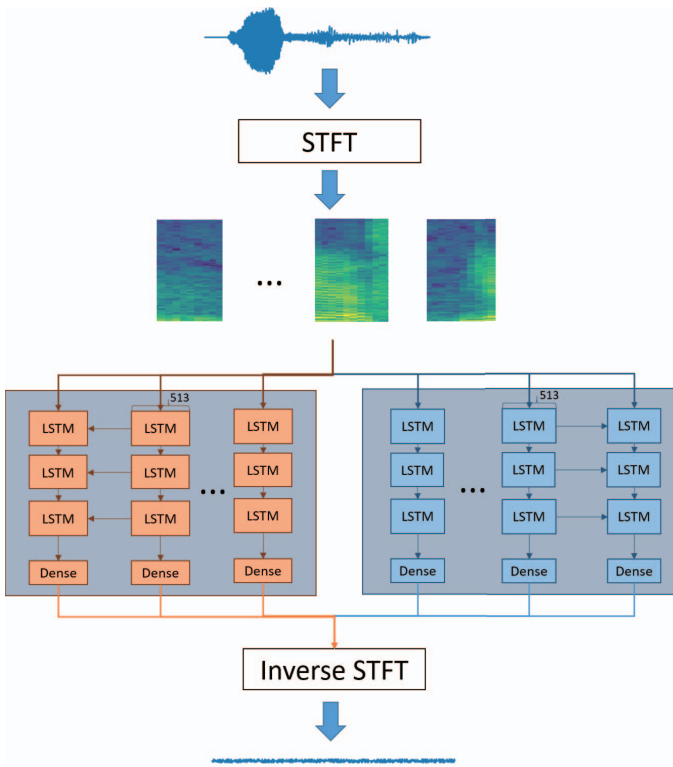 STFT
...
513 513
LSTM LSTM LSTM LSTM LSTM LSTM
LSTM LSTM LSTM ... LSTM ... LSTM LSTM
LSTM LSTM LSTM LSTM LSTM LSTM
Dense Dense Dense Dense Dense Dense
Inverse STFT